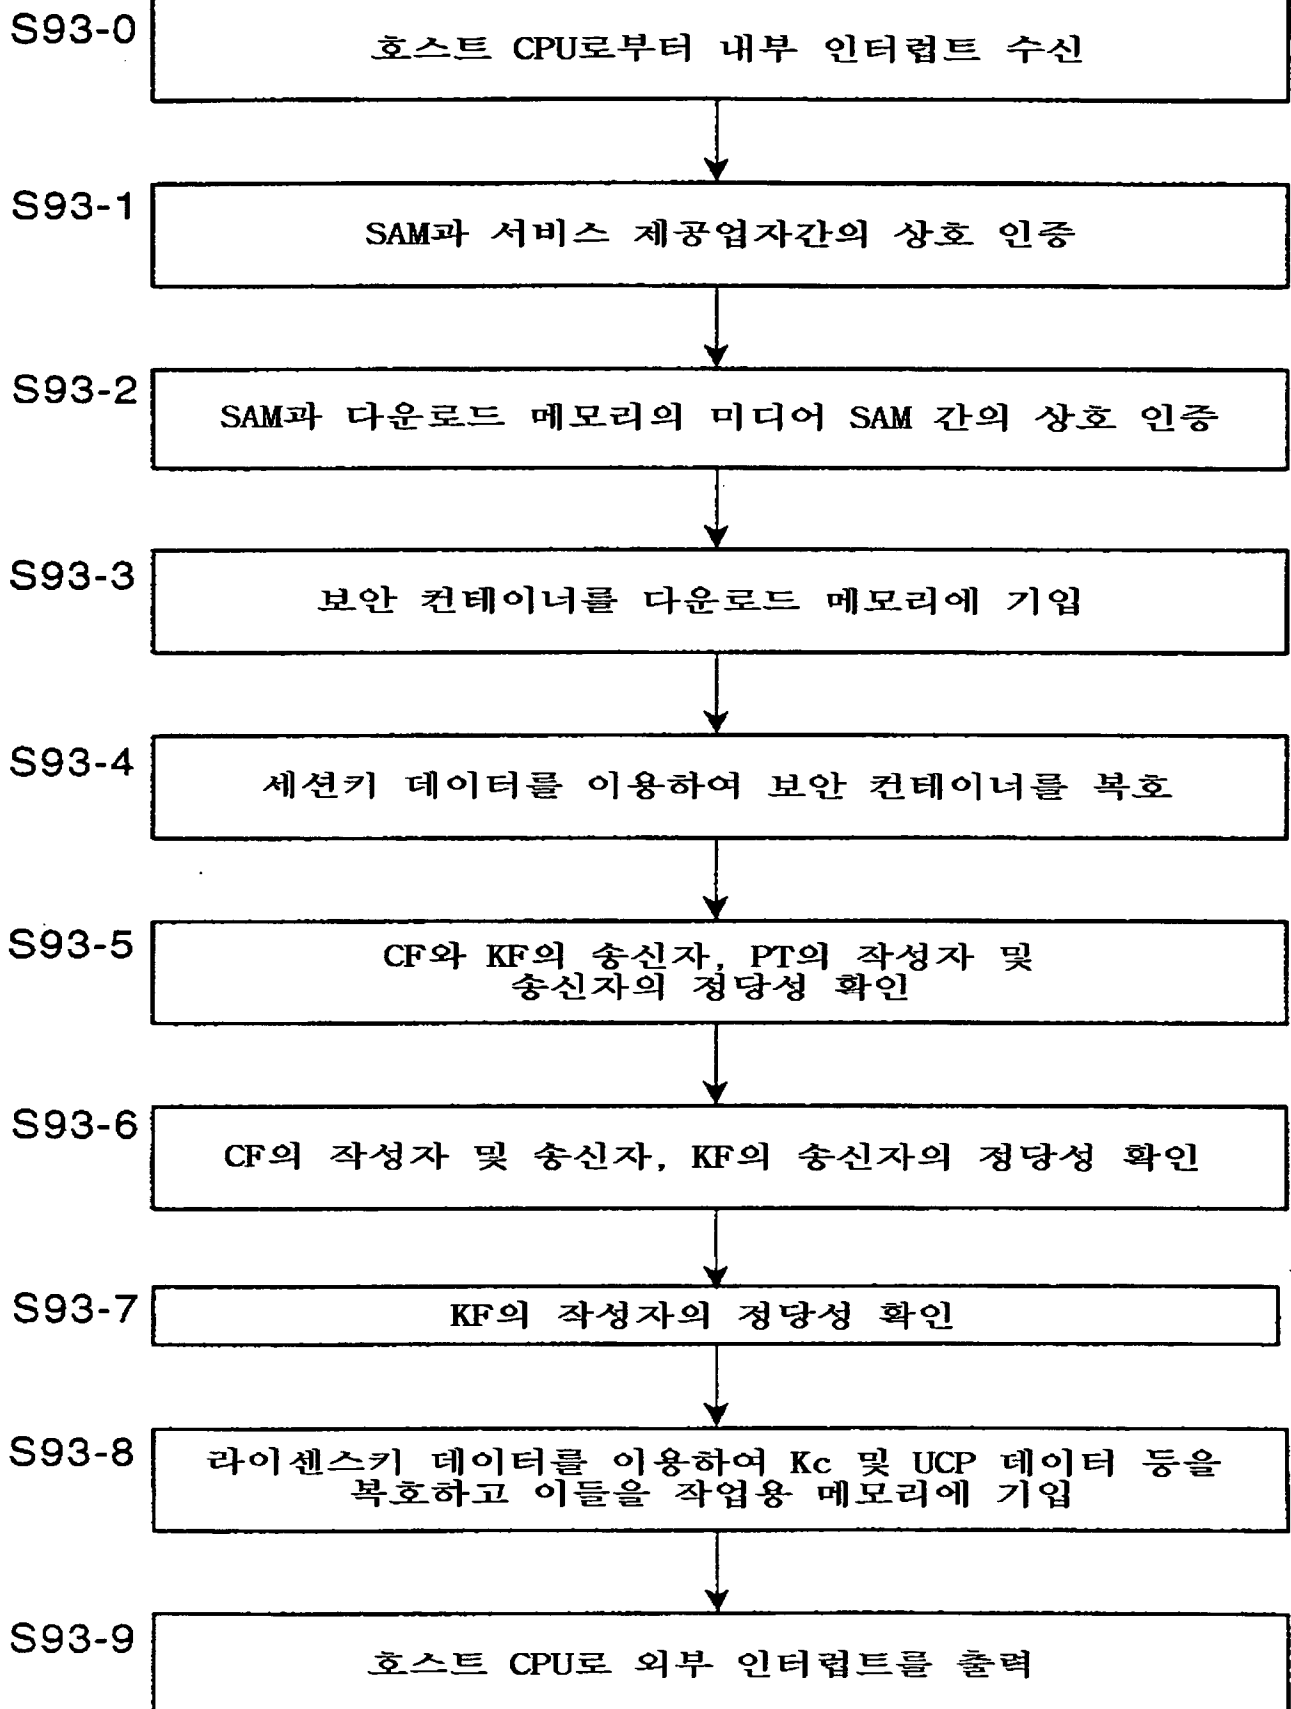 S93-0
호스트 CPU로부터 내부 인터럽트 수신
S93-1
SAM과 서비스 제공업자간의 상호 인증
S93-2
SAM과 다운로드 메모리의 미디어 SAM 간의 상호 인증
S93-3
보안 컨테이너를 다운로드 메모리에 기입
S93-4
세션키 데이터를 이용하여 보안 컨테이너를 복호
S93-5
CF와 KF의 송신자, PT의 작성자 및
송신자의 정당성 확인
S93-6
CF의 작성자 및 송신자, KF의 송신자의 정당성 확인
S93-7
KF의 작성자의 정당성 확인
S93-8
라이센스키 데이터를 이용하여 Kc 및 UCP 데이터 등을
복호하고 이들을 작업용 메모리에 기입
S93-9
호스트 CPU로 외부 인터럽트를 출력